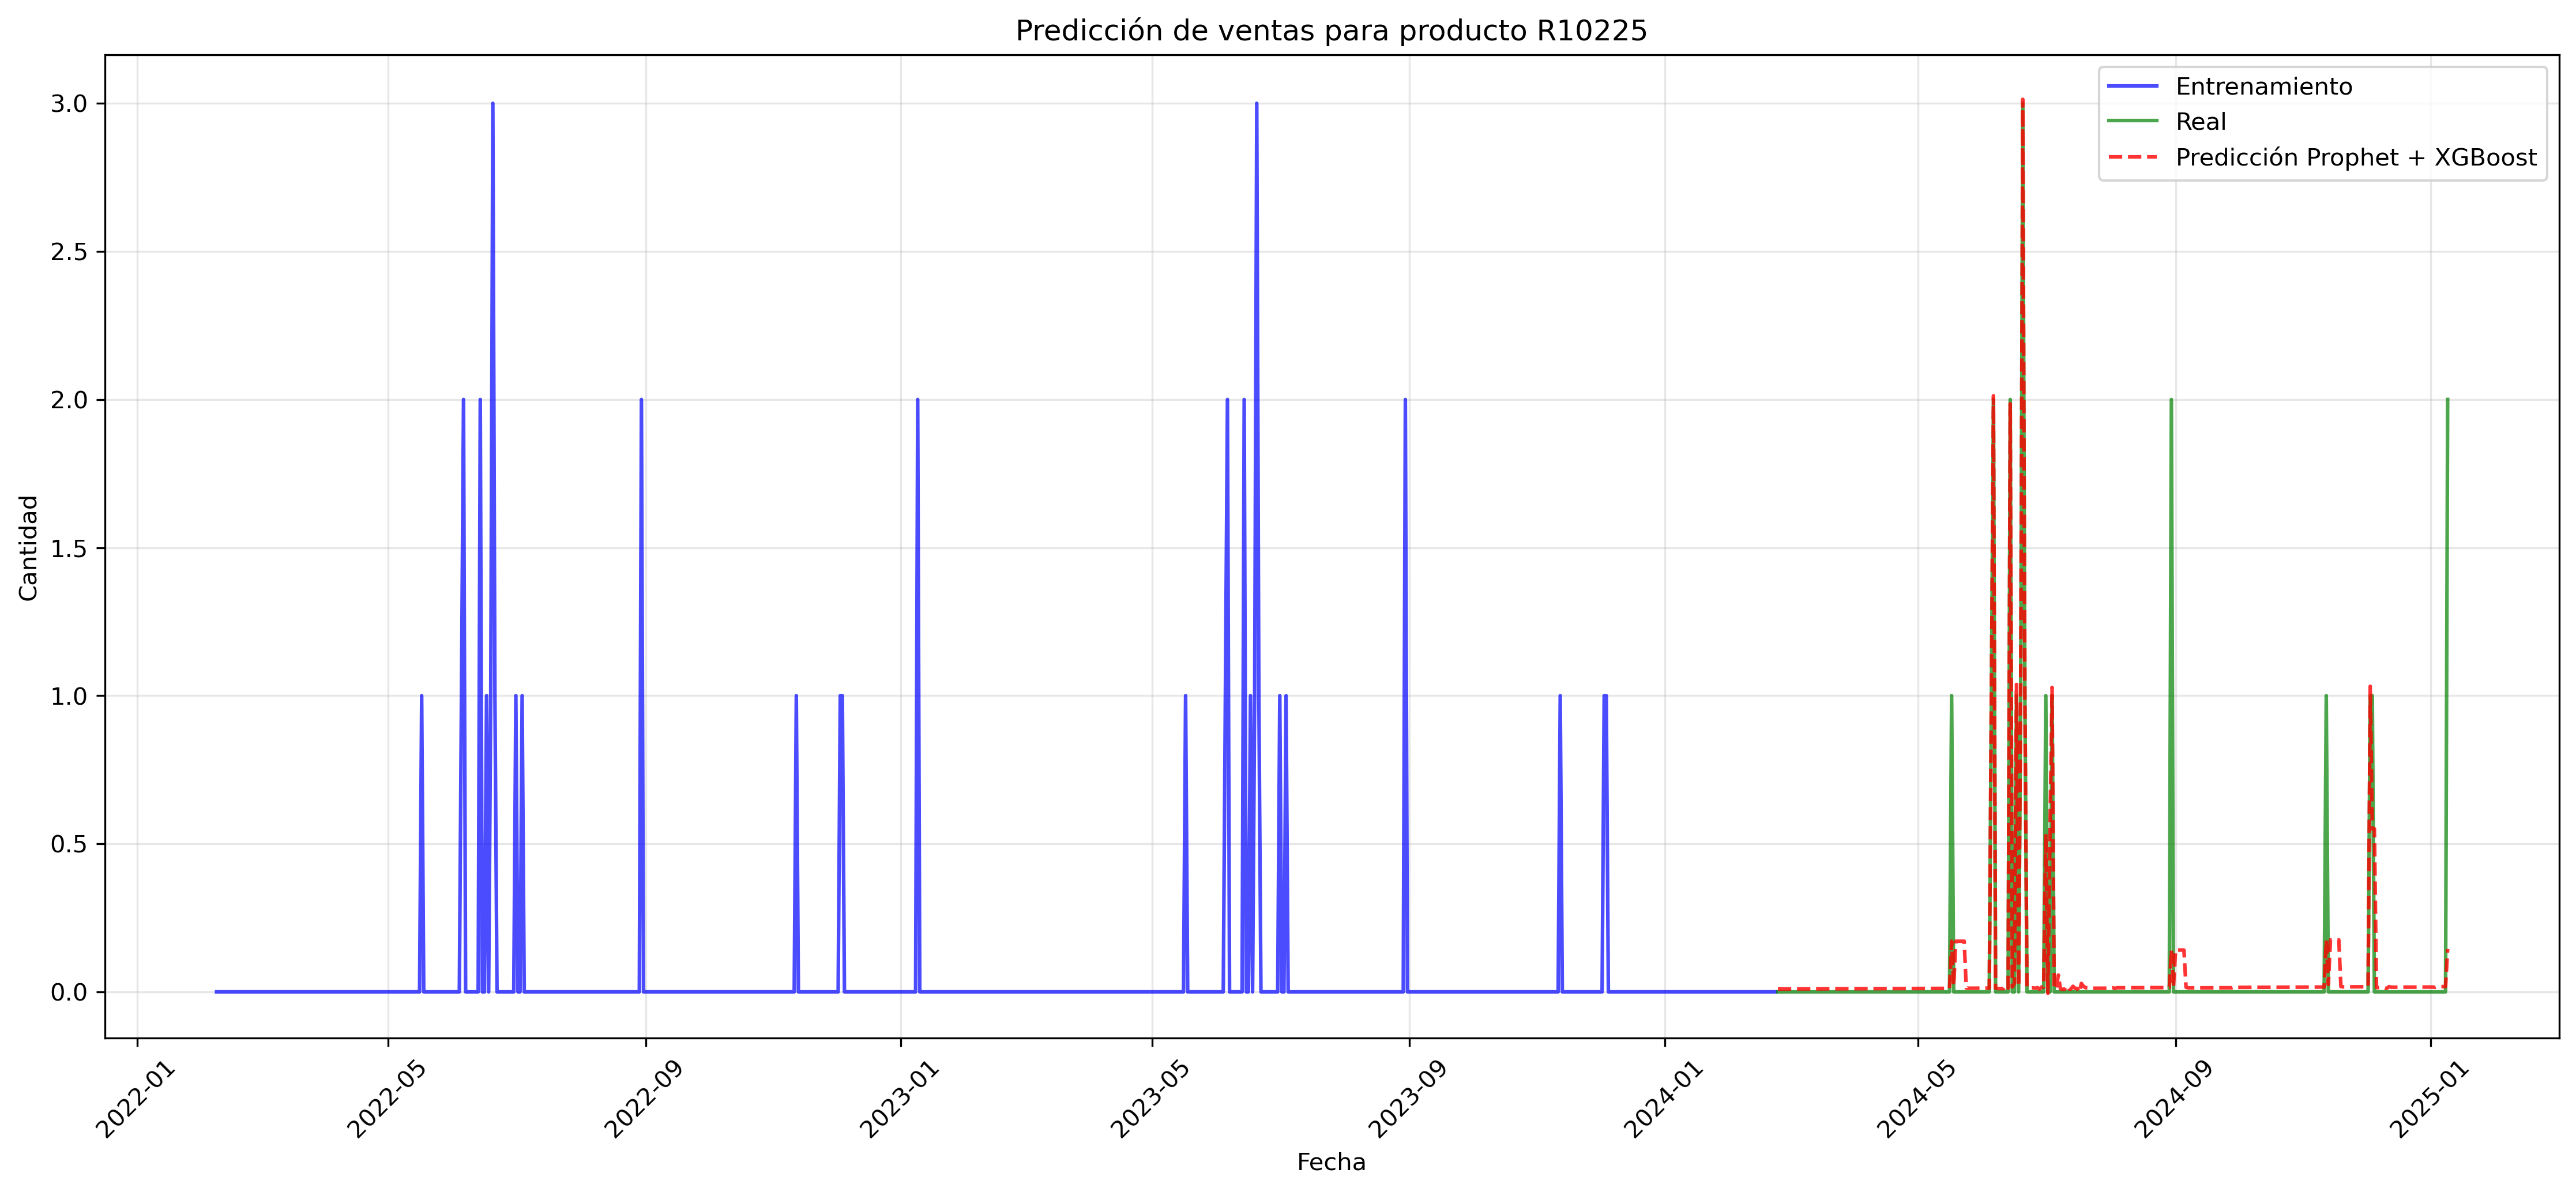 Predicción de ventas para producto R10225
Entrenamiento
Real
Predicción Prophet + XGBoost
Cantidad
3.0
2.5
2.0
1.5
1.0
0.5
0.0
2022-01
2022-05
2022-09
2023-01
2023-05
2023-09
2024-01
2024-05
2024-09
2025-01
Fecha